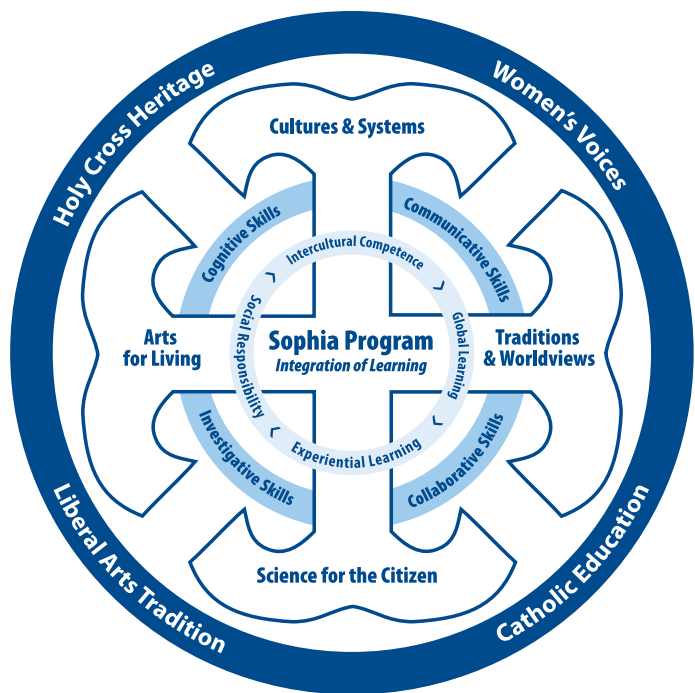 Holy Cross Heritage
Women's Voices
Cultures & Systems
Cognitive Skills
Communicative Skills
Intercultural Competence
Social Responsibility
Global Learning
Arts
for Living
Sophia Program
Integration of Learning
Traditions
& Worldviews
Experiential Learning
Investigative Skills
Collaborative Skills
Science for the Citizen
Liberal Arts Tradition
Catholic Education